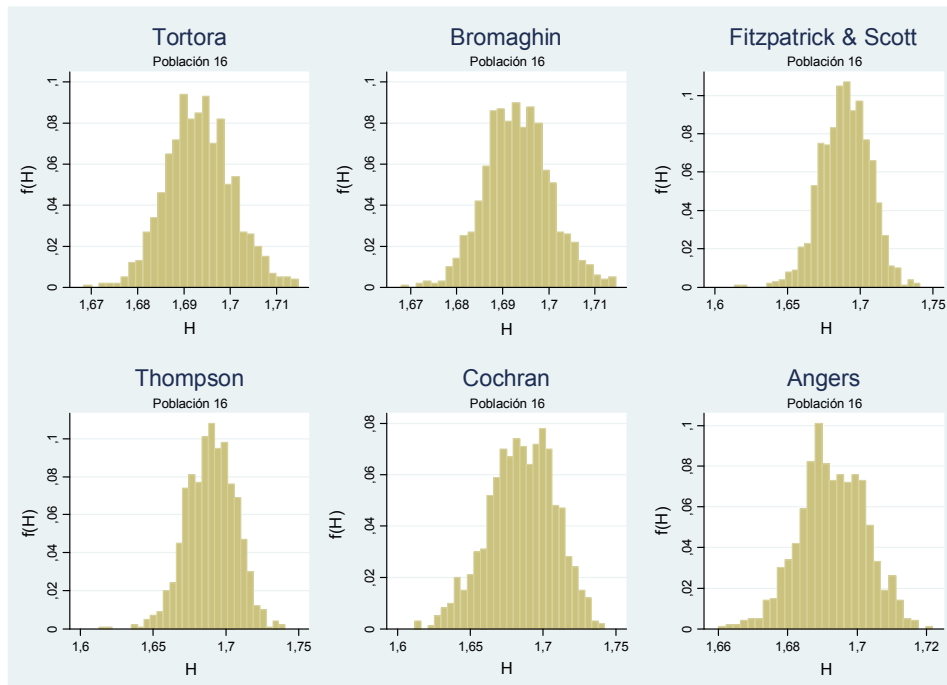 Tortora
Población 16
f(H)
,1
,08
,06
,04
,02
0
1,67 1,68 1,69 1,7 1,71
H
Bromaghin
Población 16
f(H)
,1
,08
,06
,04
,02
0
1,67 1,68 1,69 1,7 1,71
H
Fitzpatrick & Scott
Población 16
f(H)
,1
,08
,06
,04
,02
0
1,6 1,65 1,7 1,75
H
Thompson
Población 16
f(H)
,1
,08
,06
,04
,02
0
1,6 1,65 1,7 1,75
H
Cochran
Población 16
f(H)
,08
,06
,04
,02
0
1,6 1,65 1,7 1,75
H
Angers
Población 16
f(H)
,1
,08
,06
,04
,02
0
1,66 1,68 1,7 1,72
H